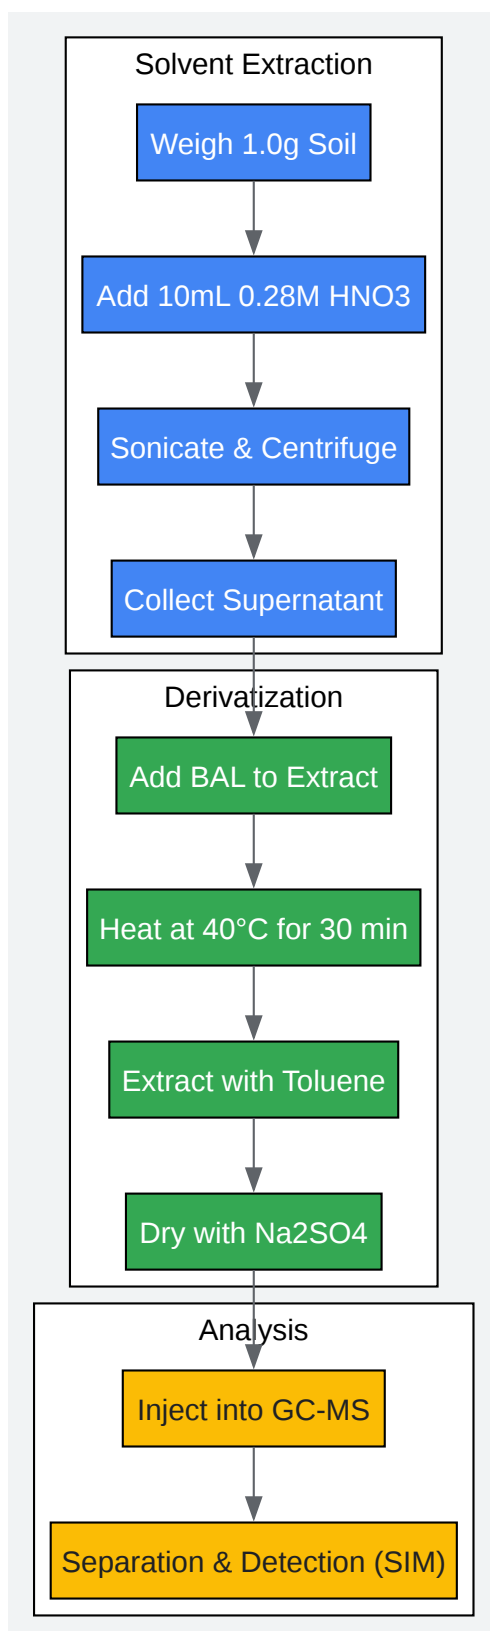 Solvent Extraction
Weigh 1.0g Soil
Add 10mL 0.28M HNO3
Sonicate & Centrifuge
Collect Supernatant
Derivatization
Add BAL to Extract
Heat at 40°C for 30 min
Extract with Toluene
Dry with Na2SO4
Analysis
Inject into GC-MS
Separation & Detection (SIM)